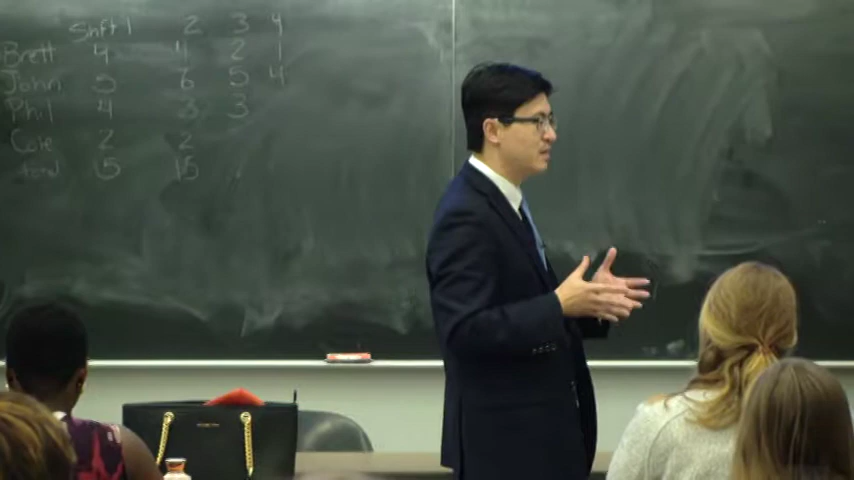 Shft 1 2 3 4
Brett 4 4 2 1
John 5 6 5 4
Phil 4 3 3
Cole 2 2
total 15 15